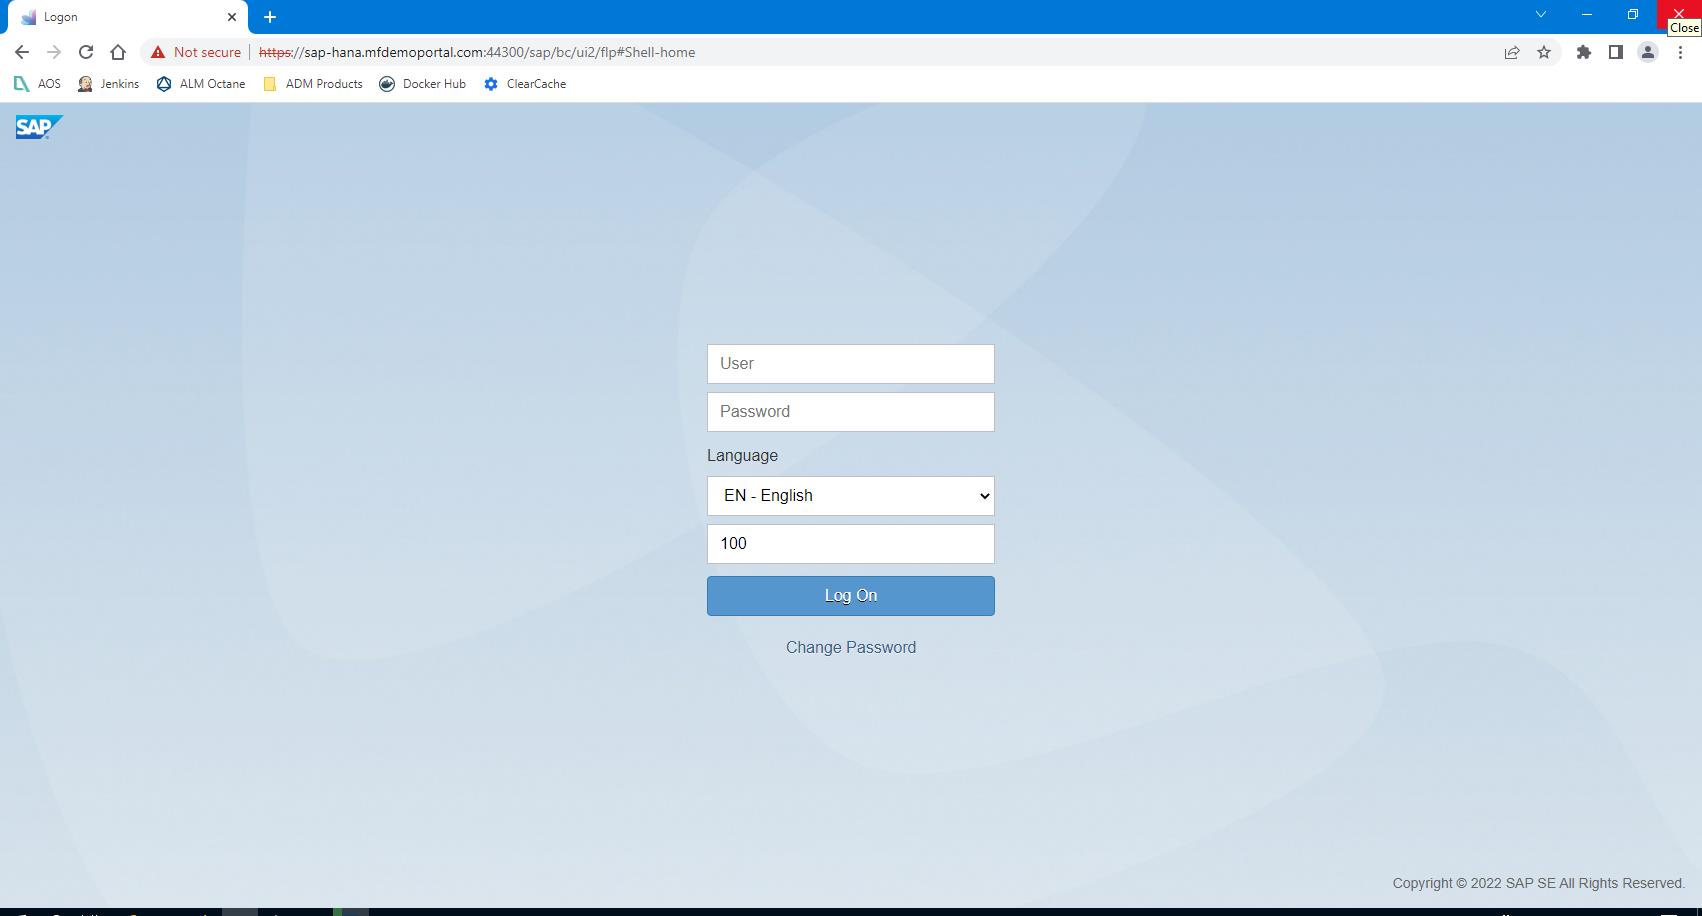 Logon
Close
Not secure https://sap-hana.mfdemoportal.com:44300/sap/bc/ui2/flp#Shell-home
AOS Jenkins ALM Octane ADM Products Docker Hub ClearCache
SAP
User
Password
Language
EN - English
100
Log On
Change Password
Copyright © 2022 SAP SE All Rights Reserved.